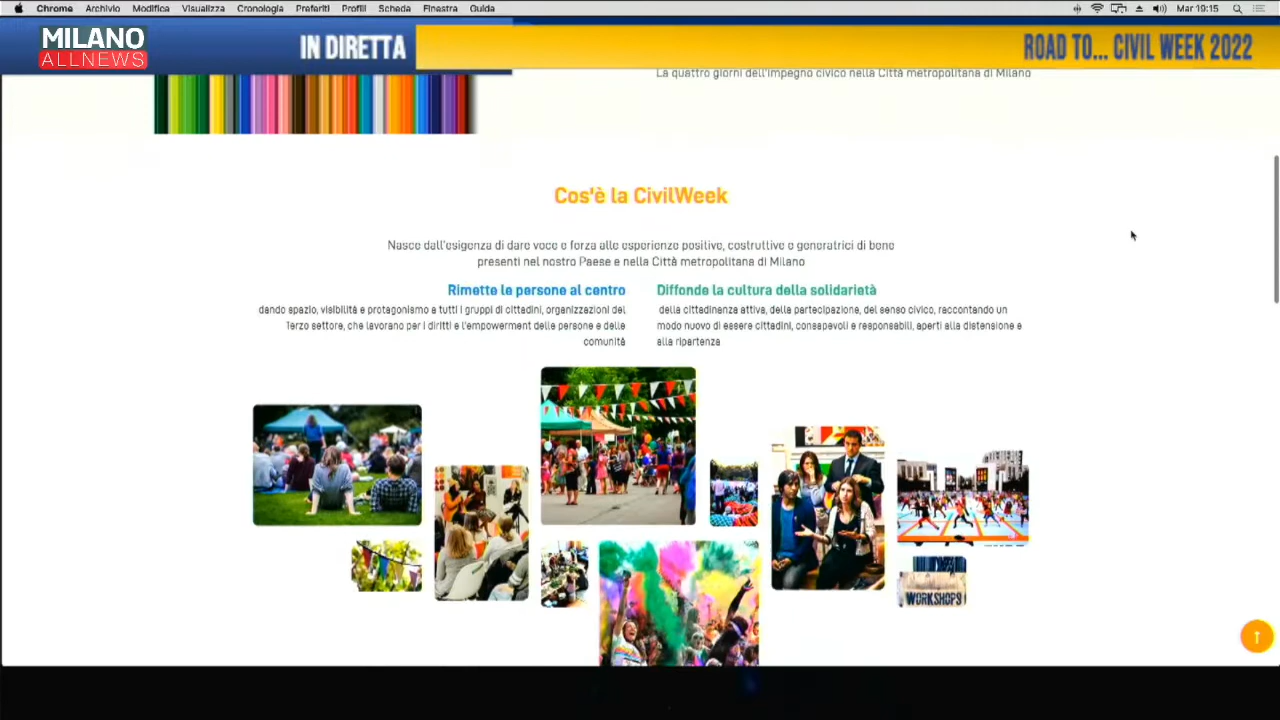 Chrome Archivio Modifica Visualizza Cronologia Preferiti Profili Scheda Finestra Guida Mar 19:15
MILANO
ALLNEWS
IN DIRETTA
ROAD TO... CIVIL WEEK 2022
La quattro giorni dell'impegno civico nella Città metropolitana di Milano
Cos'è la CivilWeek
Nasce dall'esigenza di dare voce e forza alle esperienze positive, costruttive e generatrici di bene
presenti nel nostro Paese e nella Città metropolitana di Milano
Rimette le persone al centro
dando spazio, visibilità e protagonismo a tutti i gruppi di cittadini, organizzazioni del
Terzo settore, che lavorano per i diritti e l'empowerment delle persone e delle
comunità
Diffonde la cultura della solidarietà
della cittadinanza attiva, della partecipazione, del senso civico, raccontando un
modo nuovo di essere cittadini, consapevoli e responsabili, aperti alla distensione e
alla ripartenza
WORKSHOPS